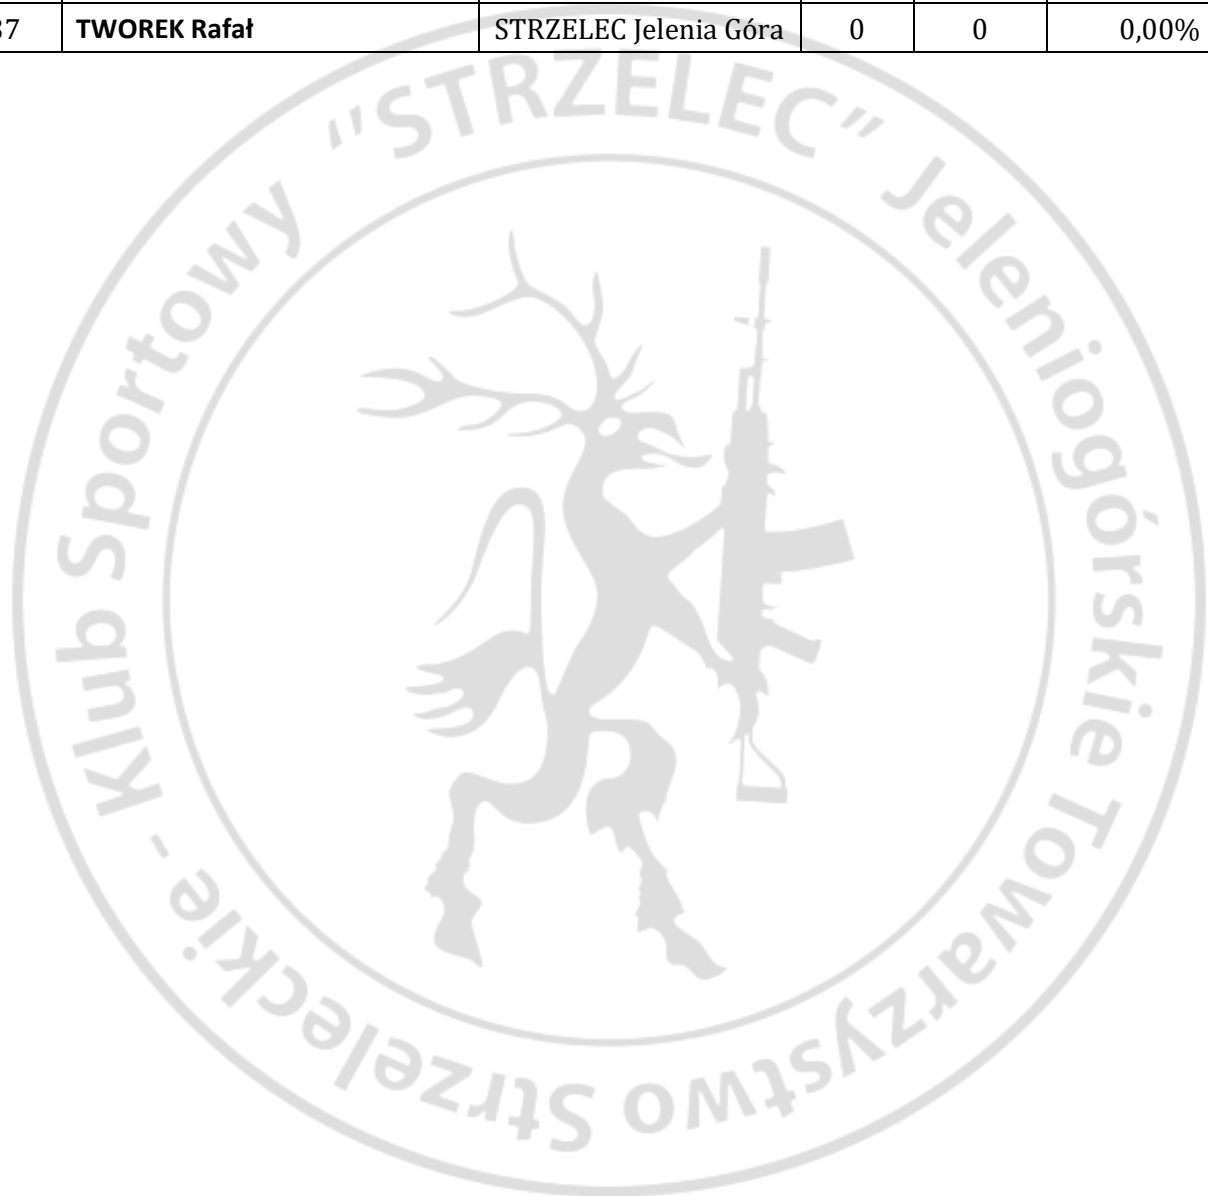 37 TWOREK Rafał STRZELEC Jelenia Góra 0 0 0,00%
Klub Sportowy "STRZELEC" Jeleniogórskie Towarzystwo Strzeleckie -